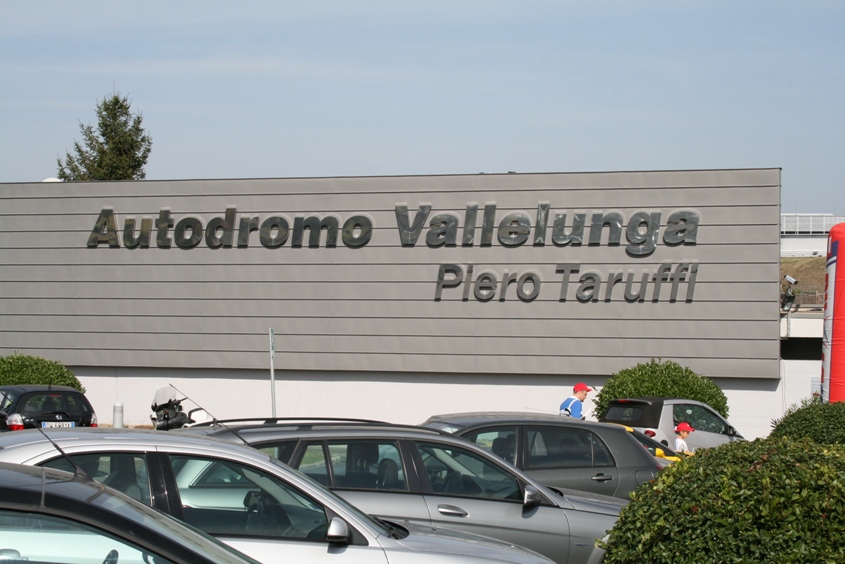 Autodromo Vallelunga
Piero Taruffi